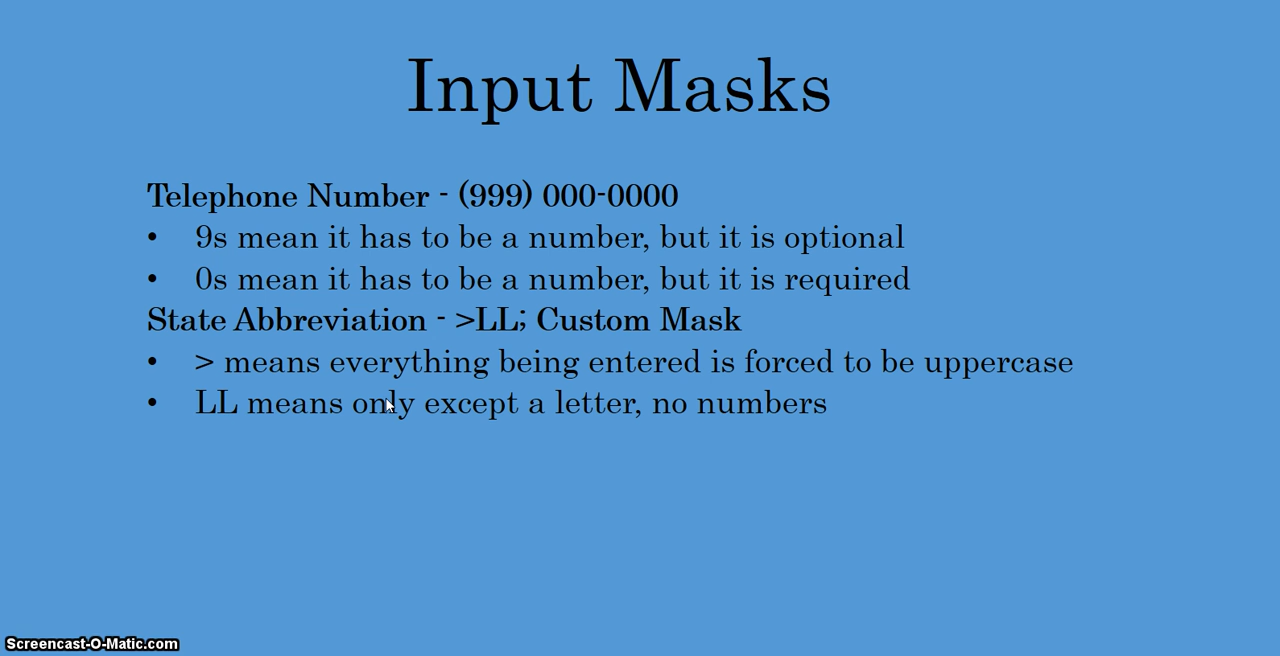 Input Masks
Telephone Number - (999) 000-0000
• 9s mean it has to be a number, but it is optional
• 0s mean it has to be a number, but it is required
State Abbreviation - >LL; Custom Mask
• > means everything being entered is forced to be uppercase
• LL means only except a letter, no numbers
Screencast-O-Matic.com